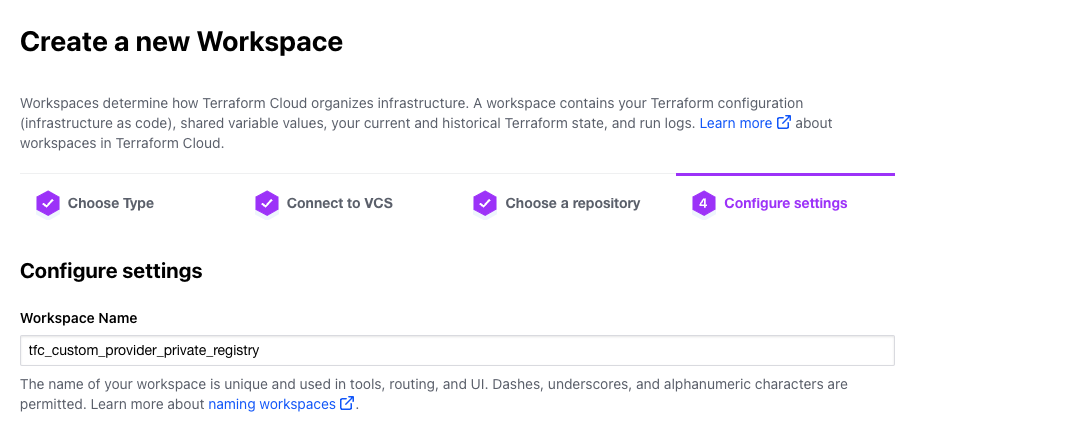 Create a new Workspace
Workspaces determine how Terraform Cloud organizes infrastructure. A workspace contains your Terraform configuration
(infrastructure as code), shared variable values, your current and historical Terraform state, and run logs. Learn more about
workspaces in Terraform Cloud.
Choose Type
Connect to VCS
Choose a repository
4 Configure settings
Configure settings
Workspace Name
tfc_custom_provider_private_registry
The name of your workspace is unique and used in tools, routing, and UI. Dashes, underscores, and alphanumeric characters are
permitted. Learn more about naming workspaces.